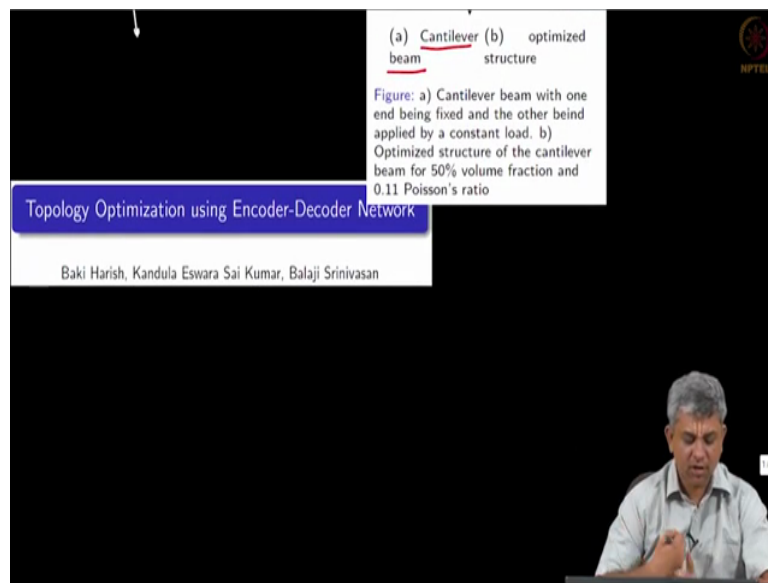 (a) Cantilever (b) optimized
beam structure
Figure: a) Cantilever beam with one
end being fixed and the other beind
applied by a constant load. b)
Optimized structure of the cantilever
beam for 50% volume fraction and
0.11 Poisson's ratio
NPTEL
Topology Optimization using Encoder-Decoder Network
Baki Harish, Kandula Eswara Sai Kumar, Balaji Srinivasan